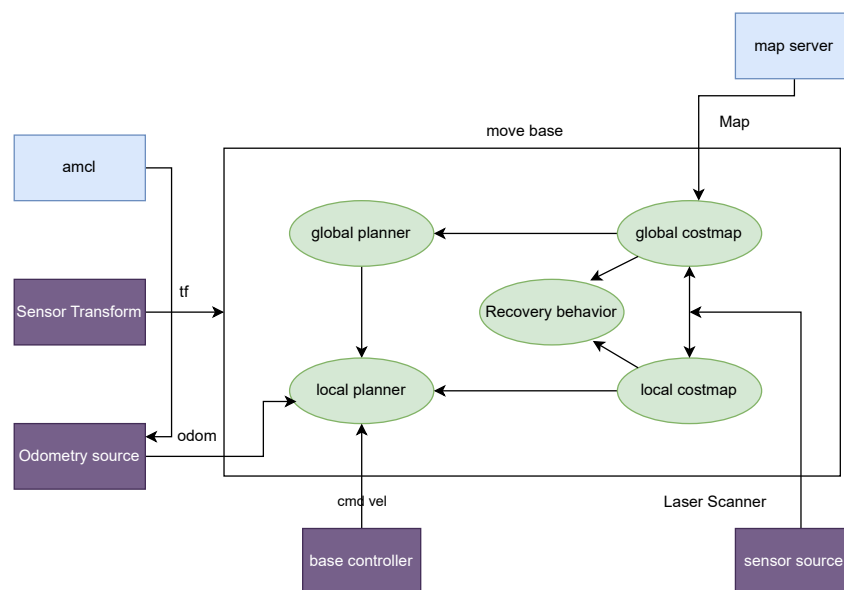 map server
Map
move base
amcl
global planner
global costmap
tf
Sensor Transform
Recovery behavior
local planner
local costmap
odom
Odometry source
cmd vel
Laser Scanner
base controller
sensor source